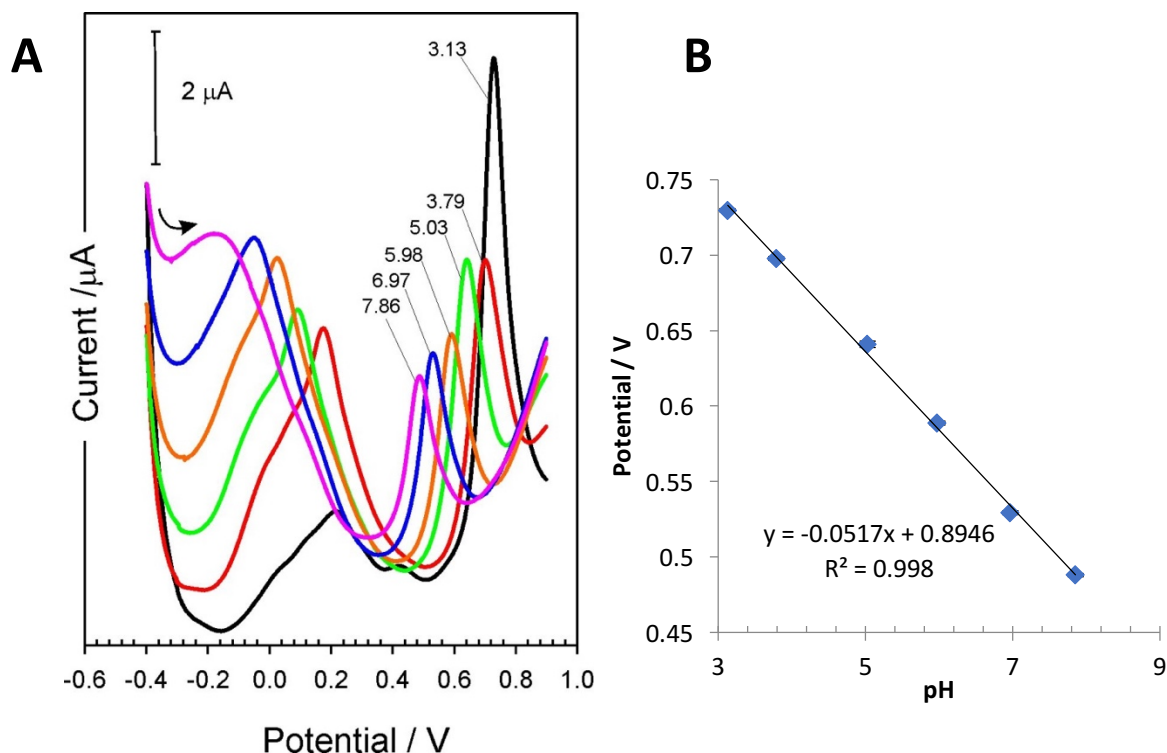 A
2 μA
3.13
3.79
5.03
5.98
6.97
7.86
Current /μA
-0.6 -0.4 -0.2 0.0 0.2 0.4 0.6 0.8 1.0
Potential / V
B
0.75
0.7
0.65
0.6
0.55
0.5
0.45
Potential / V
y = -0.0517x + 0.8946
R² = 0.998
3 5 7 9
pH